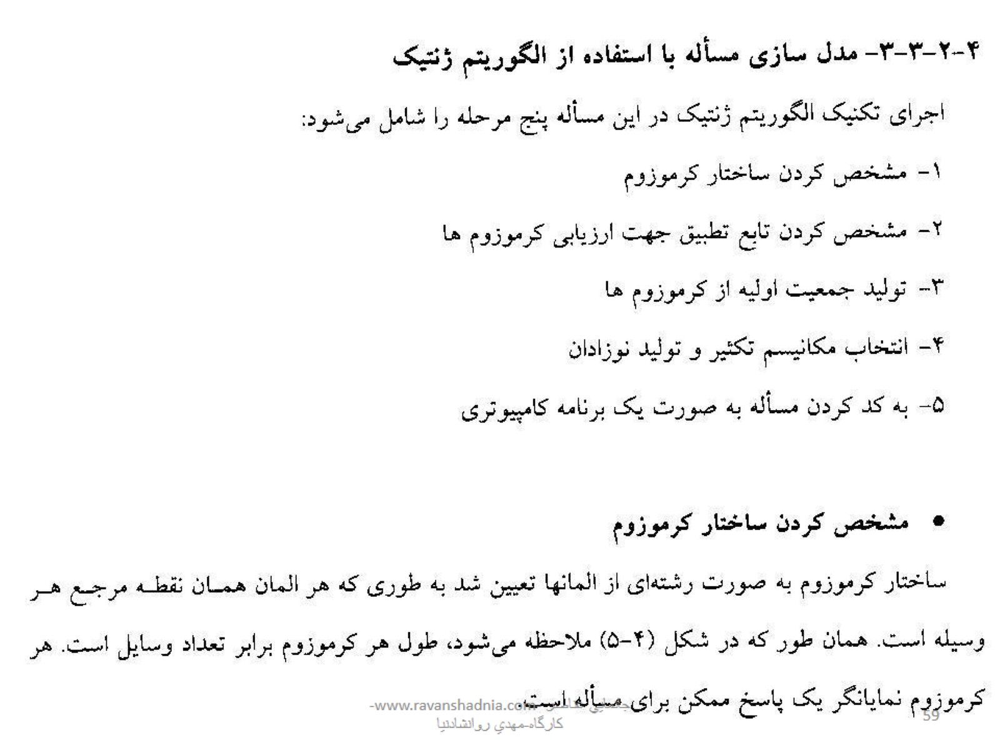 ۴-۲-۳-۳- مدل سازی مسأله با استفاده از الگوریتم ژنتیک
اجرای تکنیک الگوریتم ژنتیک در این مسأله پنج مرحله را شامل می‌شود:
۱- مشخص کردن ساختار کرموزوم
۲- مشخص کردن تابع تطبیق جهت ارزیابی کرموزوم ها
۳- تولید جمعیت اولیه از کرموزوم ها
۴- انتخاب مکانیسم تکثیر و تولید نوزادان
۵- به کد کردن مسأله به صورت یک برنامه کامپیوتری
• مشخص کردن ساختار کرموزوم
ساختار کرموزوم به صورت رشته‌ای از المانها تعیین شد به طوری که هر المان همان نقطه مرجع هر
وسیله است. همان طور که در شکل (۴-۵) ملاحظه می‌شود، طول هر کرموزوم برابر تعداد وسایل است. هر
کرموزوم نمایانگر یک پاسخ ممکن برای مسأله است.
-www.ravanshadnia.com
کارگاه-مهدی روانشادنیا
59